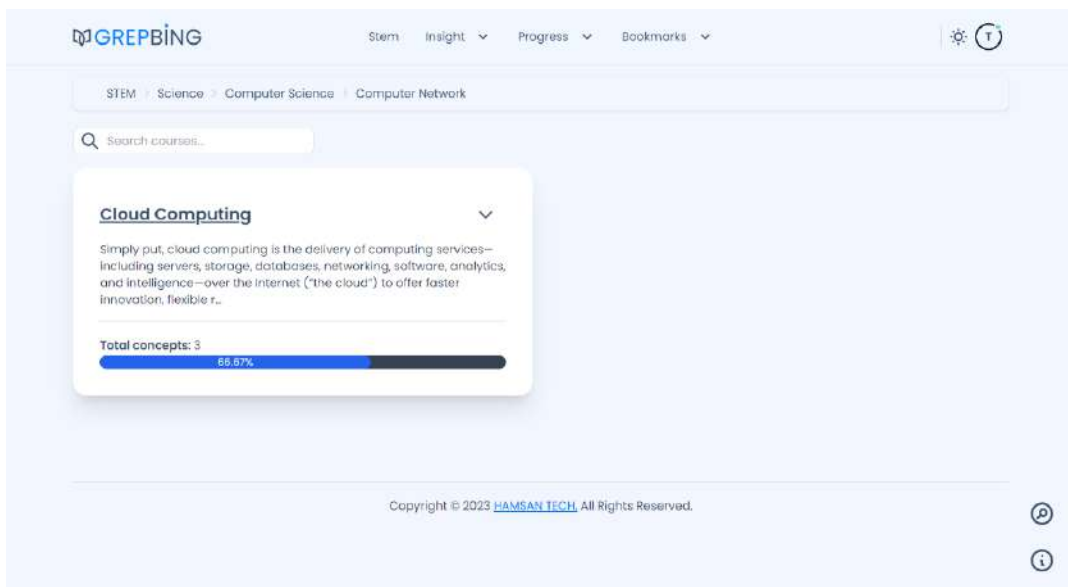 GREPBING
Stem Insight Progress Bookmarks
T
STEM Science Computer Science Computer Network
Search courses...
Cloud Computing
Simply put, cloud computing is the delivery of computing services—
including servers, storage, databases, networking, software, analytics,
and intelligence—over the Internet ("the cloud") to offer faster
innovation, flexible r...
Total concepts: 3
66.67%
Copyright © 2023 HAMSAN TECH. All Rights Reserved.